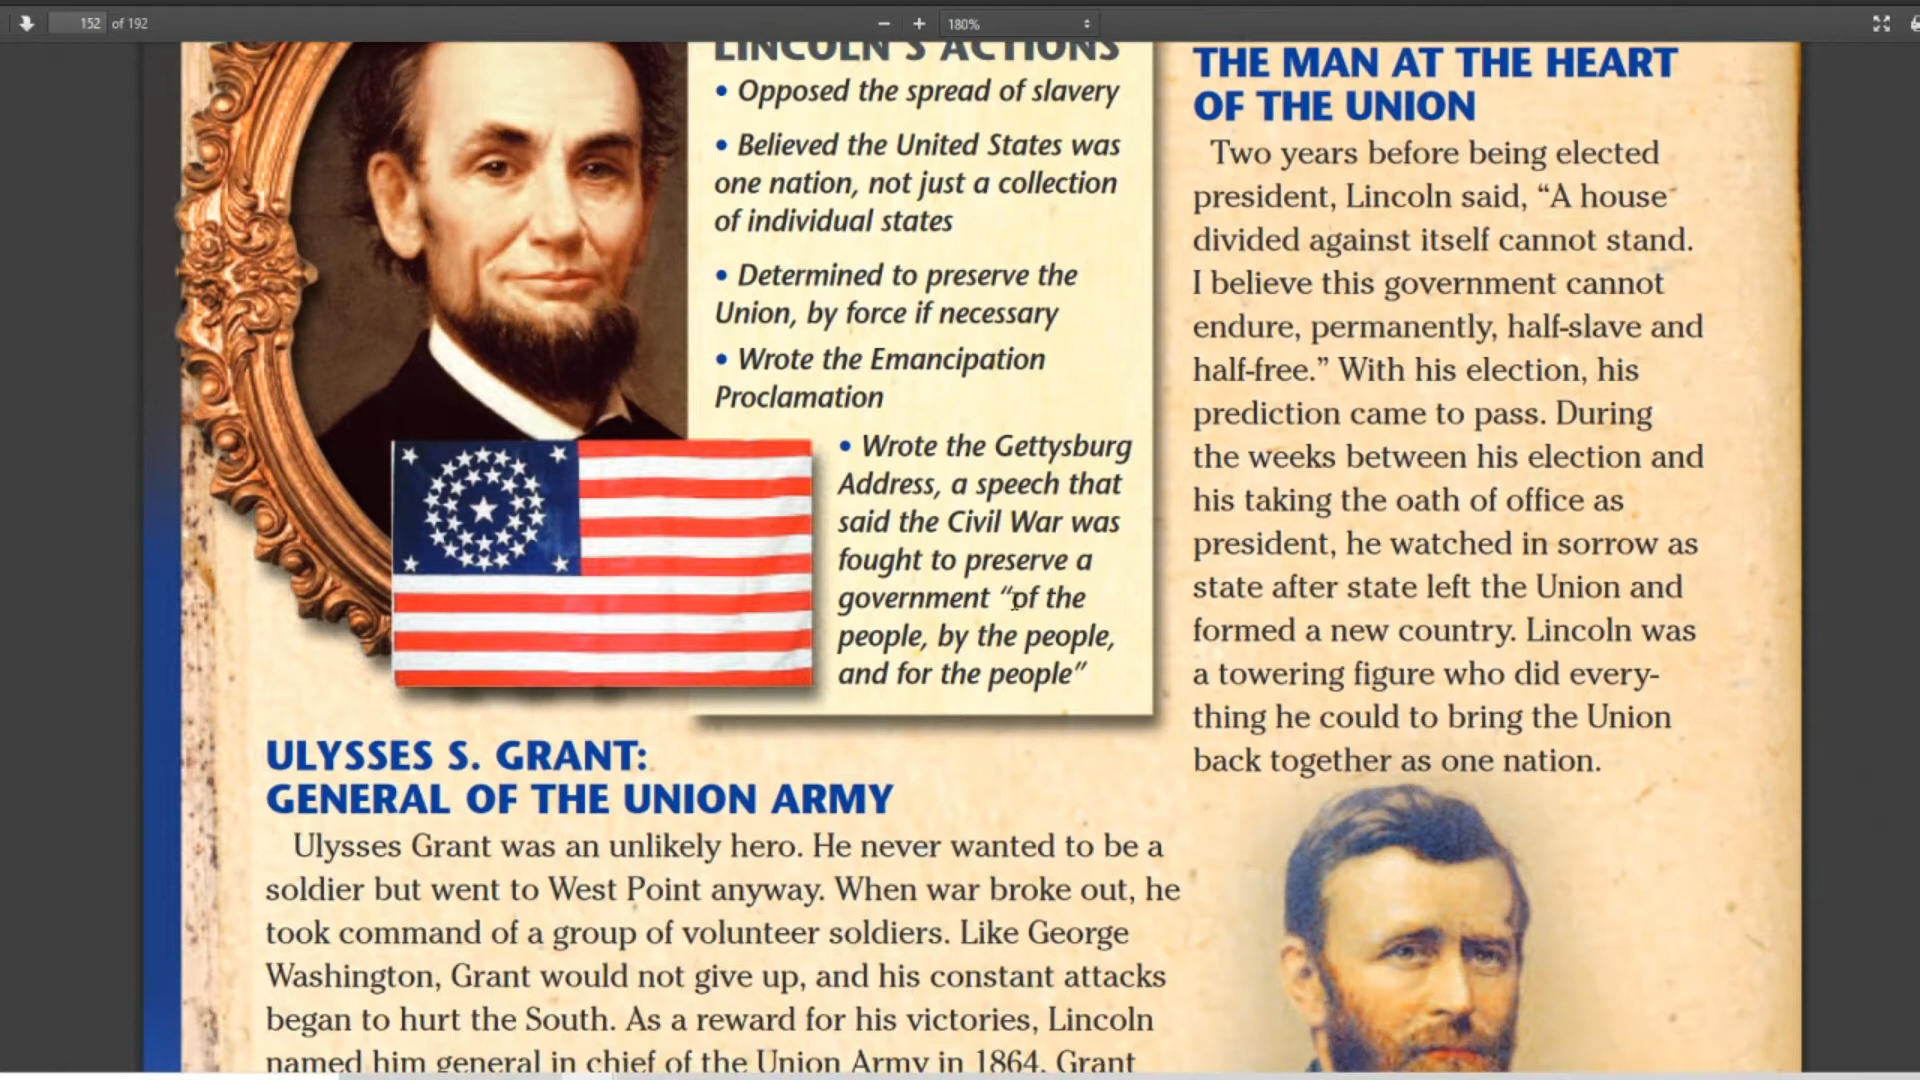 152 of 192
180%
LINCOLN'S ACTIONS
• Opposed the spread of slavery
• Believed the United States was
one nation, not just a collection
of individual states
• Determined to preserve the
Union, by force if necessary
• Wrote the Emancipation
Proclamation
• Wrote the Gettysburg
Address, a speech that
said the Civil War was
fought to preserve a
government “of the
people, by the people,
and for the people”
THE MAN AT THE HEART
OF THE UNION
Two years before being elected
president, Lincoln said, “A house
divided against itself cannot stand.
I believe this government cannot
endure, permanently, half-slave and
half-free.” With his election, his
prediction came to pass. During
the weeks between his election and
his taking the oath of office as
president, he watched in sorrow as
state after state left the Union and
formed a new country. Lincoln was
a towering figure who did every-
thing he could to bring the Union
back together as one nation.
ULYSSES S. GRANT:
GENERAL OF THE UNION ARMY
Ulysses Grant was an unlikely hero. He never wanted to be a
soldier but went to West Point anyway. When war broke out, he
took command of a group of volunteer soldiers. Like George
Washington, Grant would not give up, and his constant attacks
began to hurt the South. As a reward for his victories, Lincoln
named him general in chief of the Union Army in 1864. Grant